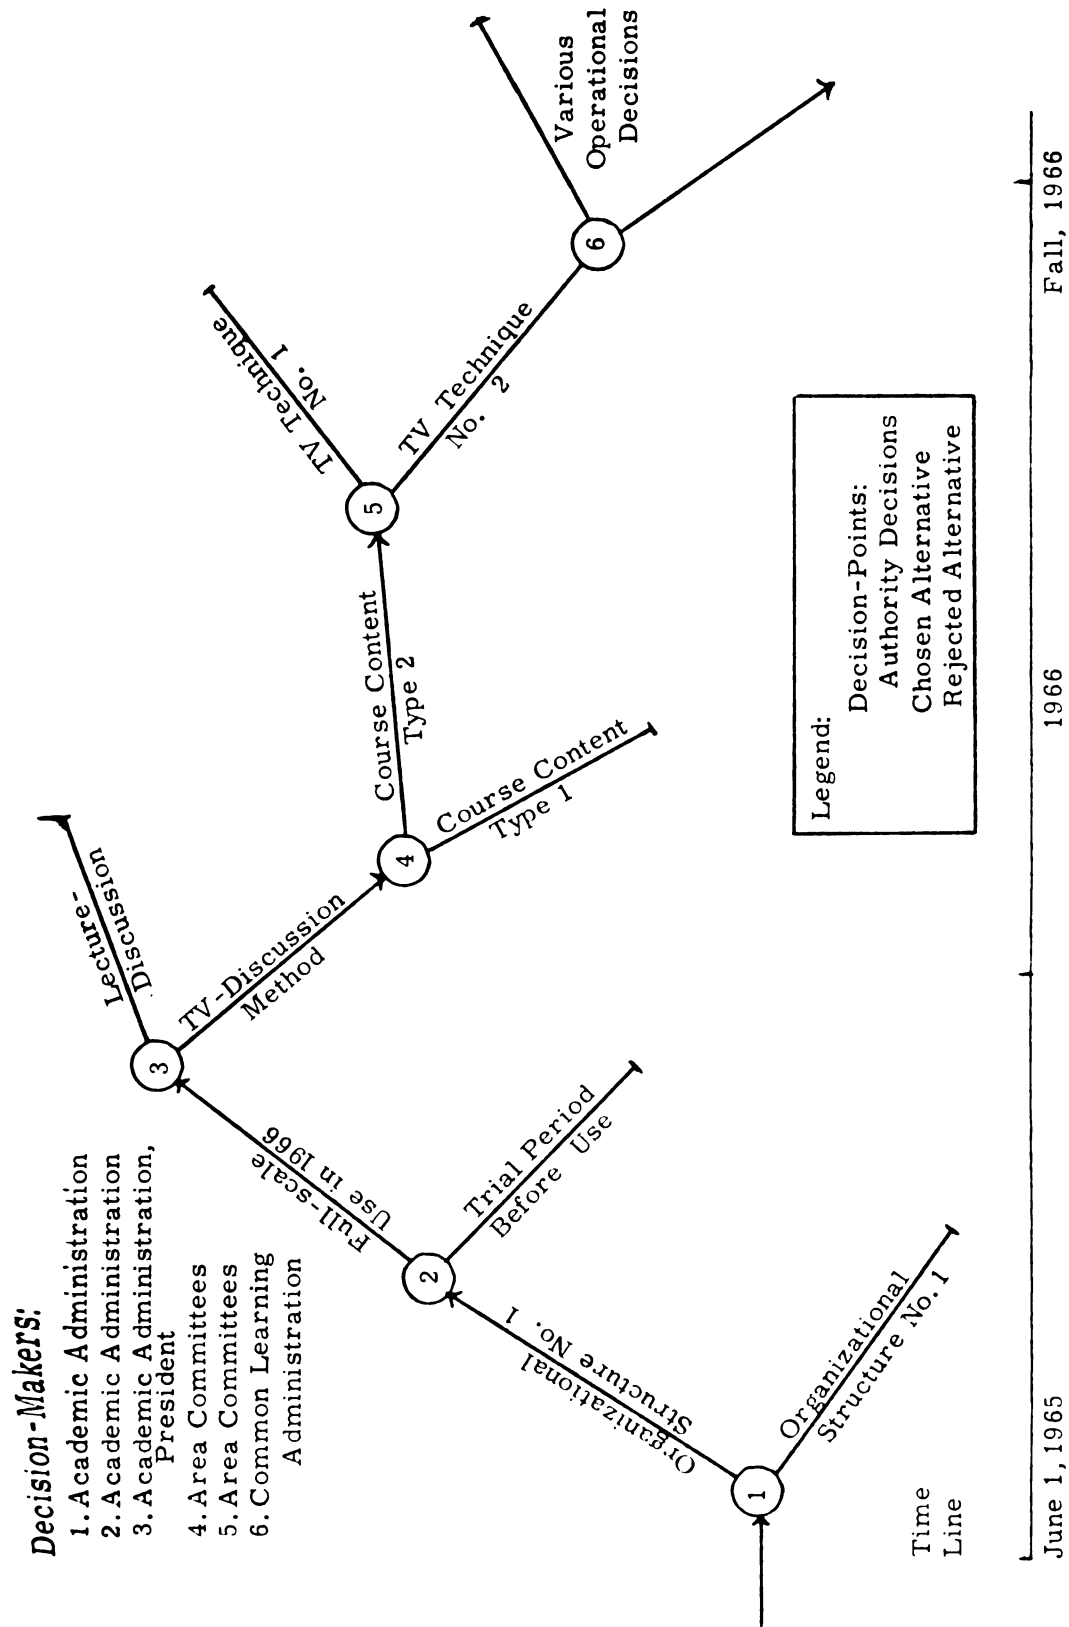 Decision-Makers:
1. Academic Administration
2. Academic Administration
3. Academic Administration,
President
4. Area Committees
5. Area Committees
6. Common Learning
Administration
1
Organizational
Structure No. 1
Organizational
Structure No. 1
2
Full-scale
Use in 1966
Trial Period
Before Use
3
Lecture-
Discussion
TV-Discussion
Method
4
Course Content
Type 2
Course Content
Type 1
5
TV Technique
No. 1
TV Technique
No. 2
6
Various
Operational
Decisions
Legend:
Decision-Points:
Authority Decisions
Chosen Alternative
Rejected Alternative
Time
Line
June 1, 1965
1966
Fall, 1966